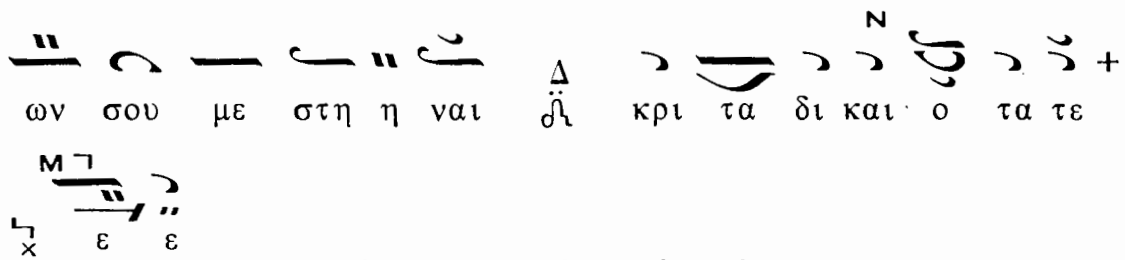 Ν
ων σου με στη η ναι Δ κρι τα δι και ο τα τε +
Μ
χ ε ε